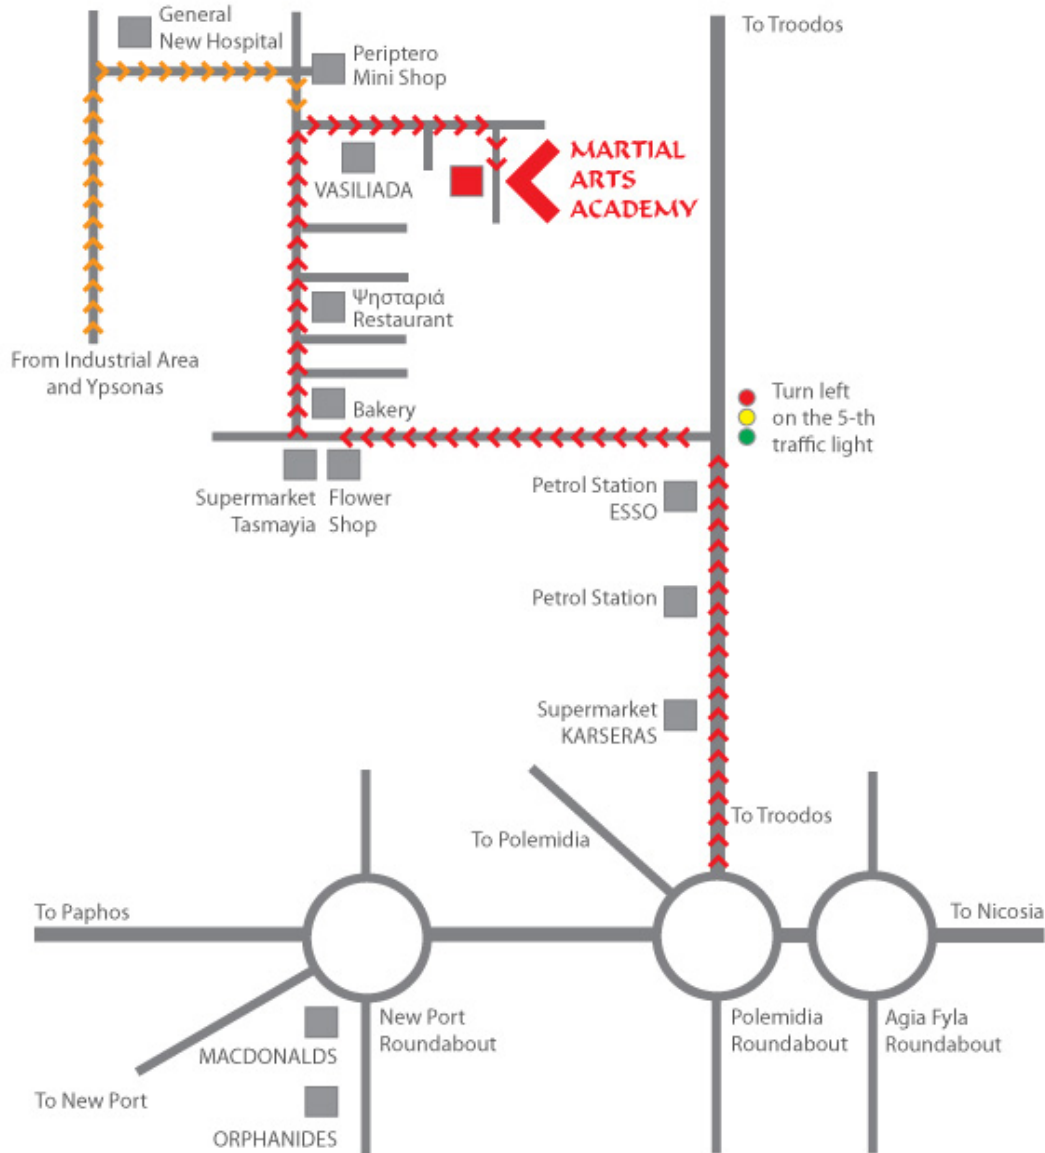 General
New Hospital
To Troodos
Periptero
Mini Shop
MARTIAL
ARTS
ACADEMY
VASILIADA
Ψησταριά
Restaurant
From Industrial Area
and Ypsonas
Bakery
Turn left
on the 5-th
traffic light
Supermarket
Tasmayia
Flower
Shop
Petrol Station
ESSO
Petrol Station
Supermarket
KARSERAS
To Troodos
To Polemidia
To Paphos
To Nicosia
New Port
Roundabout
Polemidia
Roundabout
Agia Fyla
Roundabout
MACDONALDS
To New Port
ORPHANIDES